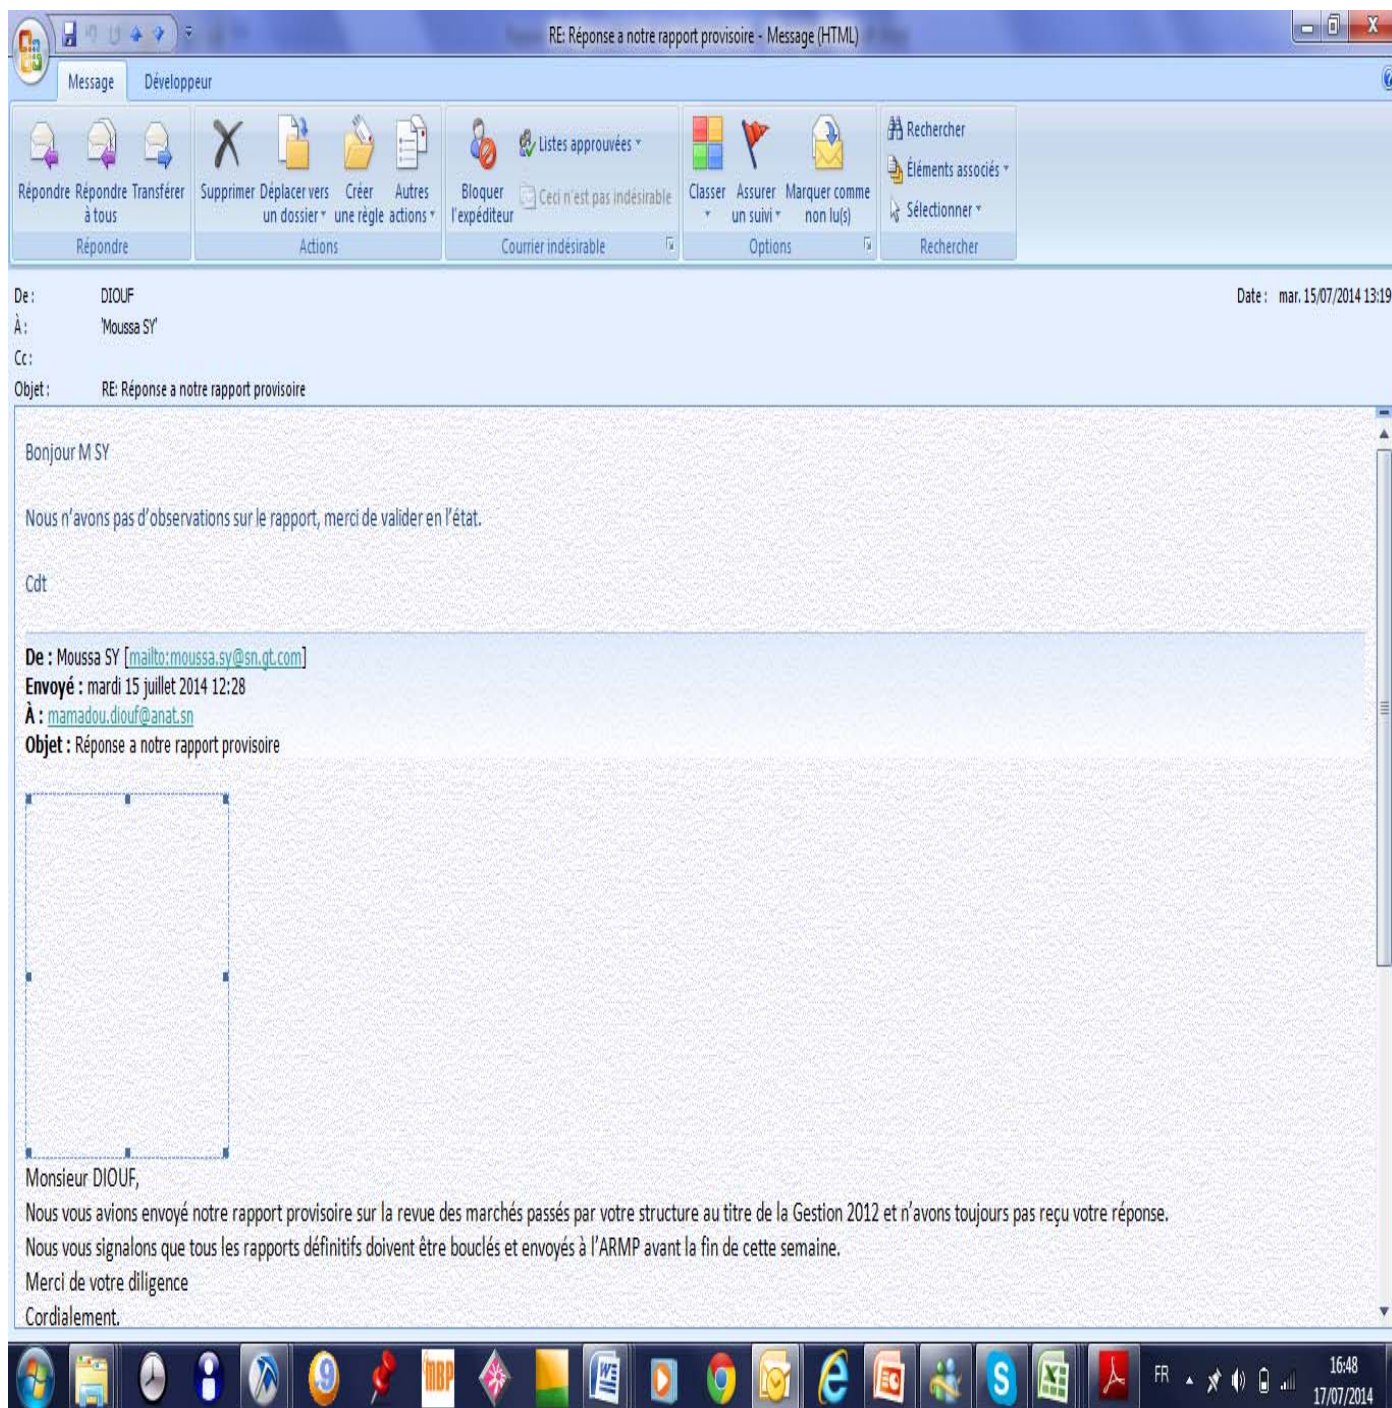 RE: Réponse a notre rapport provisoire - Message (HTML)
Message Développeur
Répondre Répondre à tous Transférer
Supprimer Déplacer vers un dossier Créer une règle Autres actions
Bloquer l'expéditeur Listes approuvées Ceci n'est pas indésirable
Classer Assurer un suivi Marquer comme non lu(s)
Rechercher
Éléments associés
Sélectionner
Répondre Actions Courrier indésirable Options Rechercher
De : DIOUF Date : mar. 15/07/2014 13:19
À : 'Moussa SY'
Cc :
Objet : RE: Réponse a notre rapport provisoire
Bonjour M SY
Nous n'avons pas d'observations sur le rapport, merci de valider en l'état.
Cdt
De : Moussa SY [mailto:moussa.sy@sn.gt.com]
Envoyé : mardi 15 juillet 2014 12:28
À : mamadou.diouf@anat.sn
Objet : Réponse a notre rapport provisoire
Monsieur DIOUF,
Nous vous avions envoyé notre rapport provisoire sur la revue des marchés passés par votre structure au titre de la Gestion 2012 et n'avons toujours pas reçu votre réponse.
Nous vous signalons que tous les rapports définitifs doivent être bouclés et envoyés à l'ARMP avant la fin de cette semaine.
Merci de votre diligence
Cordialement.
FR 16:48
17/07/2014